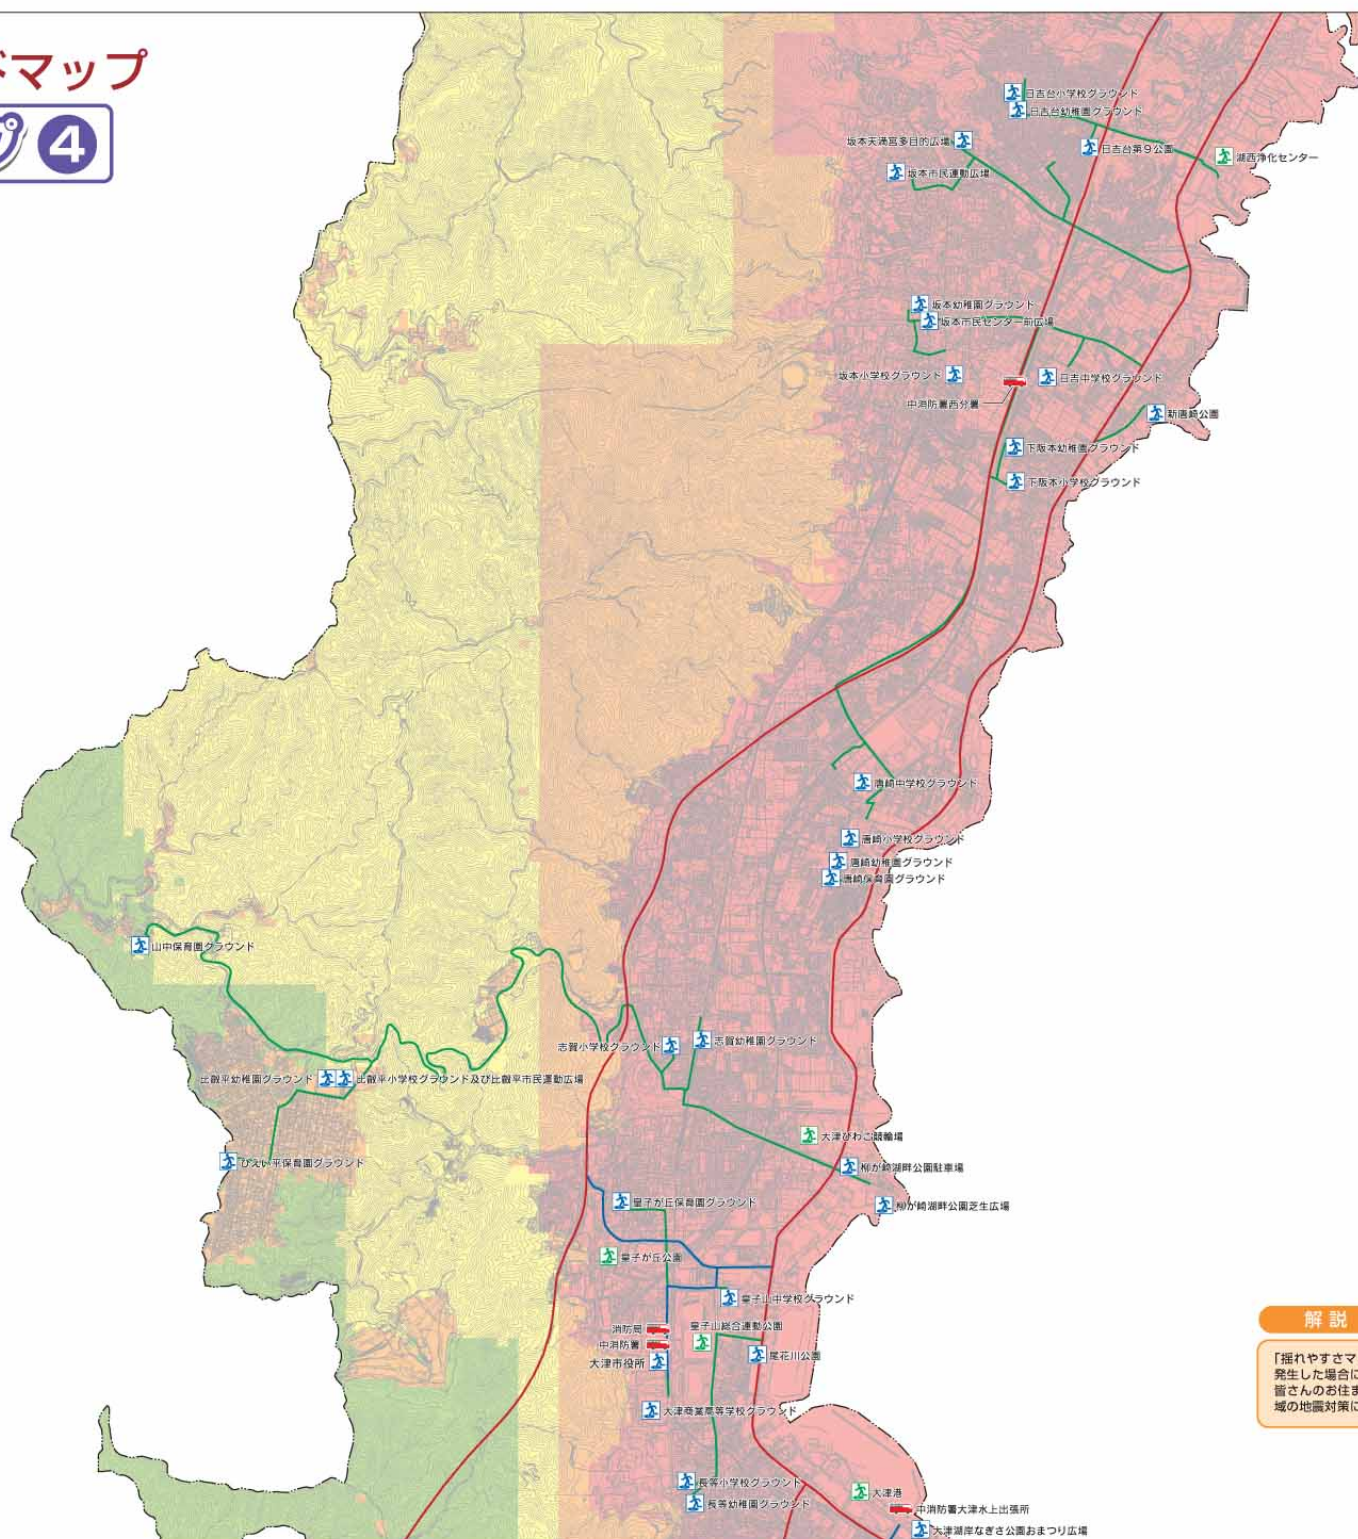 ドマップ
プ 4
日吉台小学校グラウンド
日吉台幼稚園グラウンド
坂本天満宮多目的広場
日吉台第9公園
湖西浄化センター
坂本市民運動広場
坂本幼稚園グラウンド
坂本市民センター前広場
坂本小学校グラウンド
日吉中学校グラウンド
中消防署西分署
新唐崎公園
下阪本幼稚園グラウンド
下阪本小学校グラウンド
唐崎中学校グラウンド
唐崎小学校グラウンド
唐崎幼稚園グラウンド
唐崎保育園グラウンド
山中保育園グラウンド
志賀小学校グラウンド
志賀幼稚園グラウンド
比叡平幼稚園グラウンド
比叡平小学校グラウンド及び比叡平市民運動広場
大津びわこ競輪場
ひえい平保育園グラウンド
柳が崎湖畔公園駐車場
皇子が丘保育園グラウンド
柳が崎湖畔公園芝生広場
皇子が丘公園
皇子山中学校グラウンド
消防局
皇子山総合運動公園
中消防署
大津市役所
尾花川公園
大津商業高等学校グラウンド
長等小学校グラウンド
大津港
長等幼稚園グラウンド
中消防署大津水上出張所
大津湖岸なぎさ公園おまつり広場
解説
「揺れやすさマ
発生した場合に
皆さんのお住ま
域の地震対策に